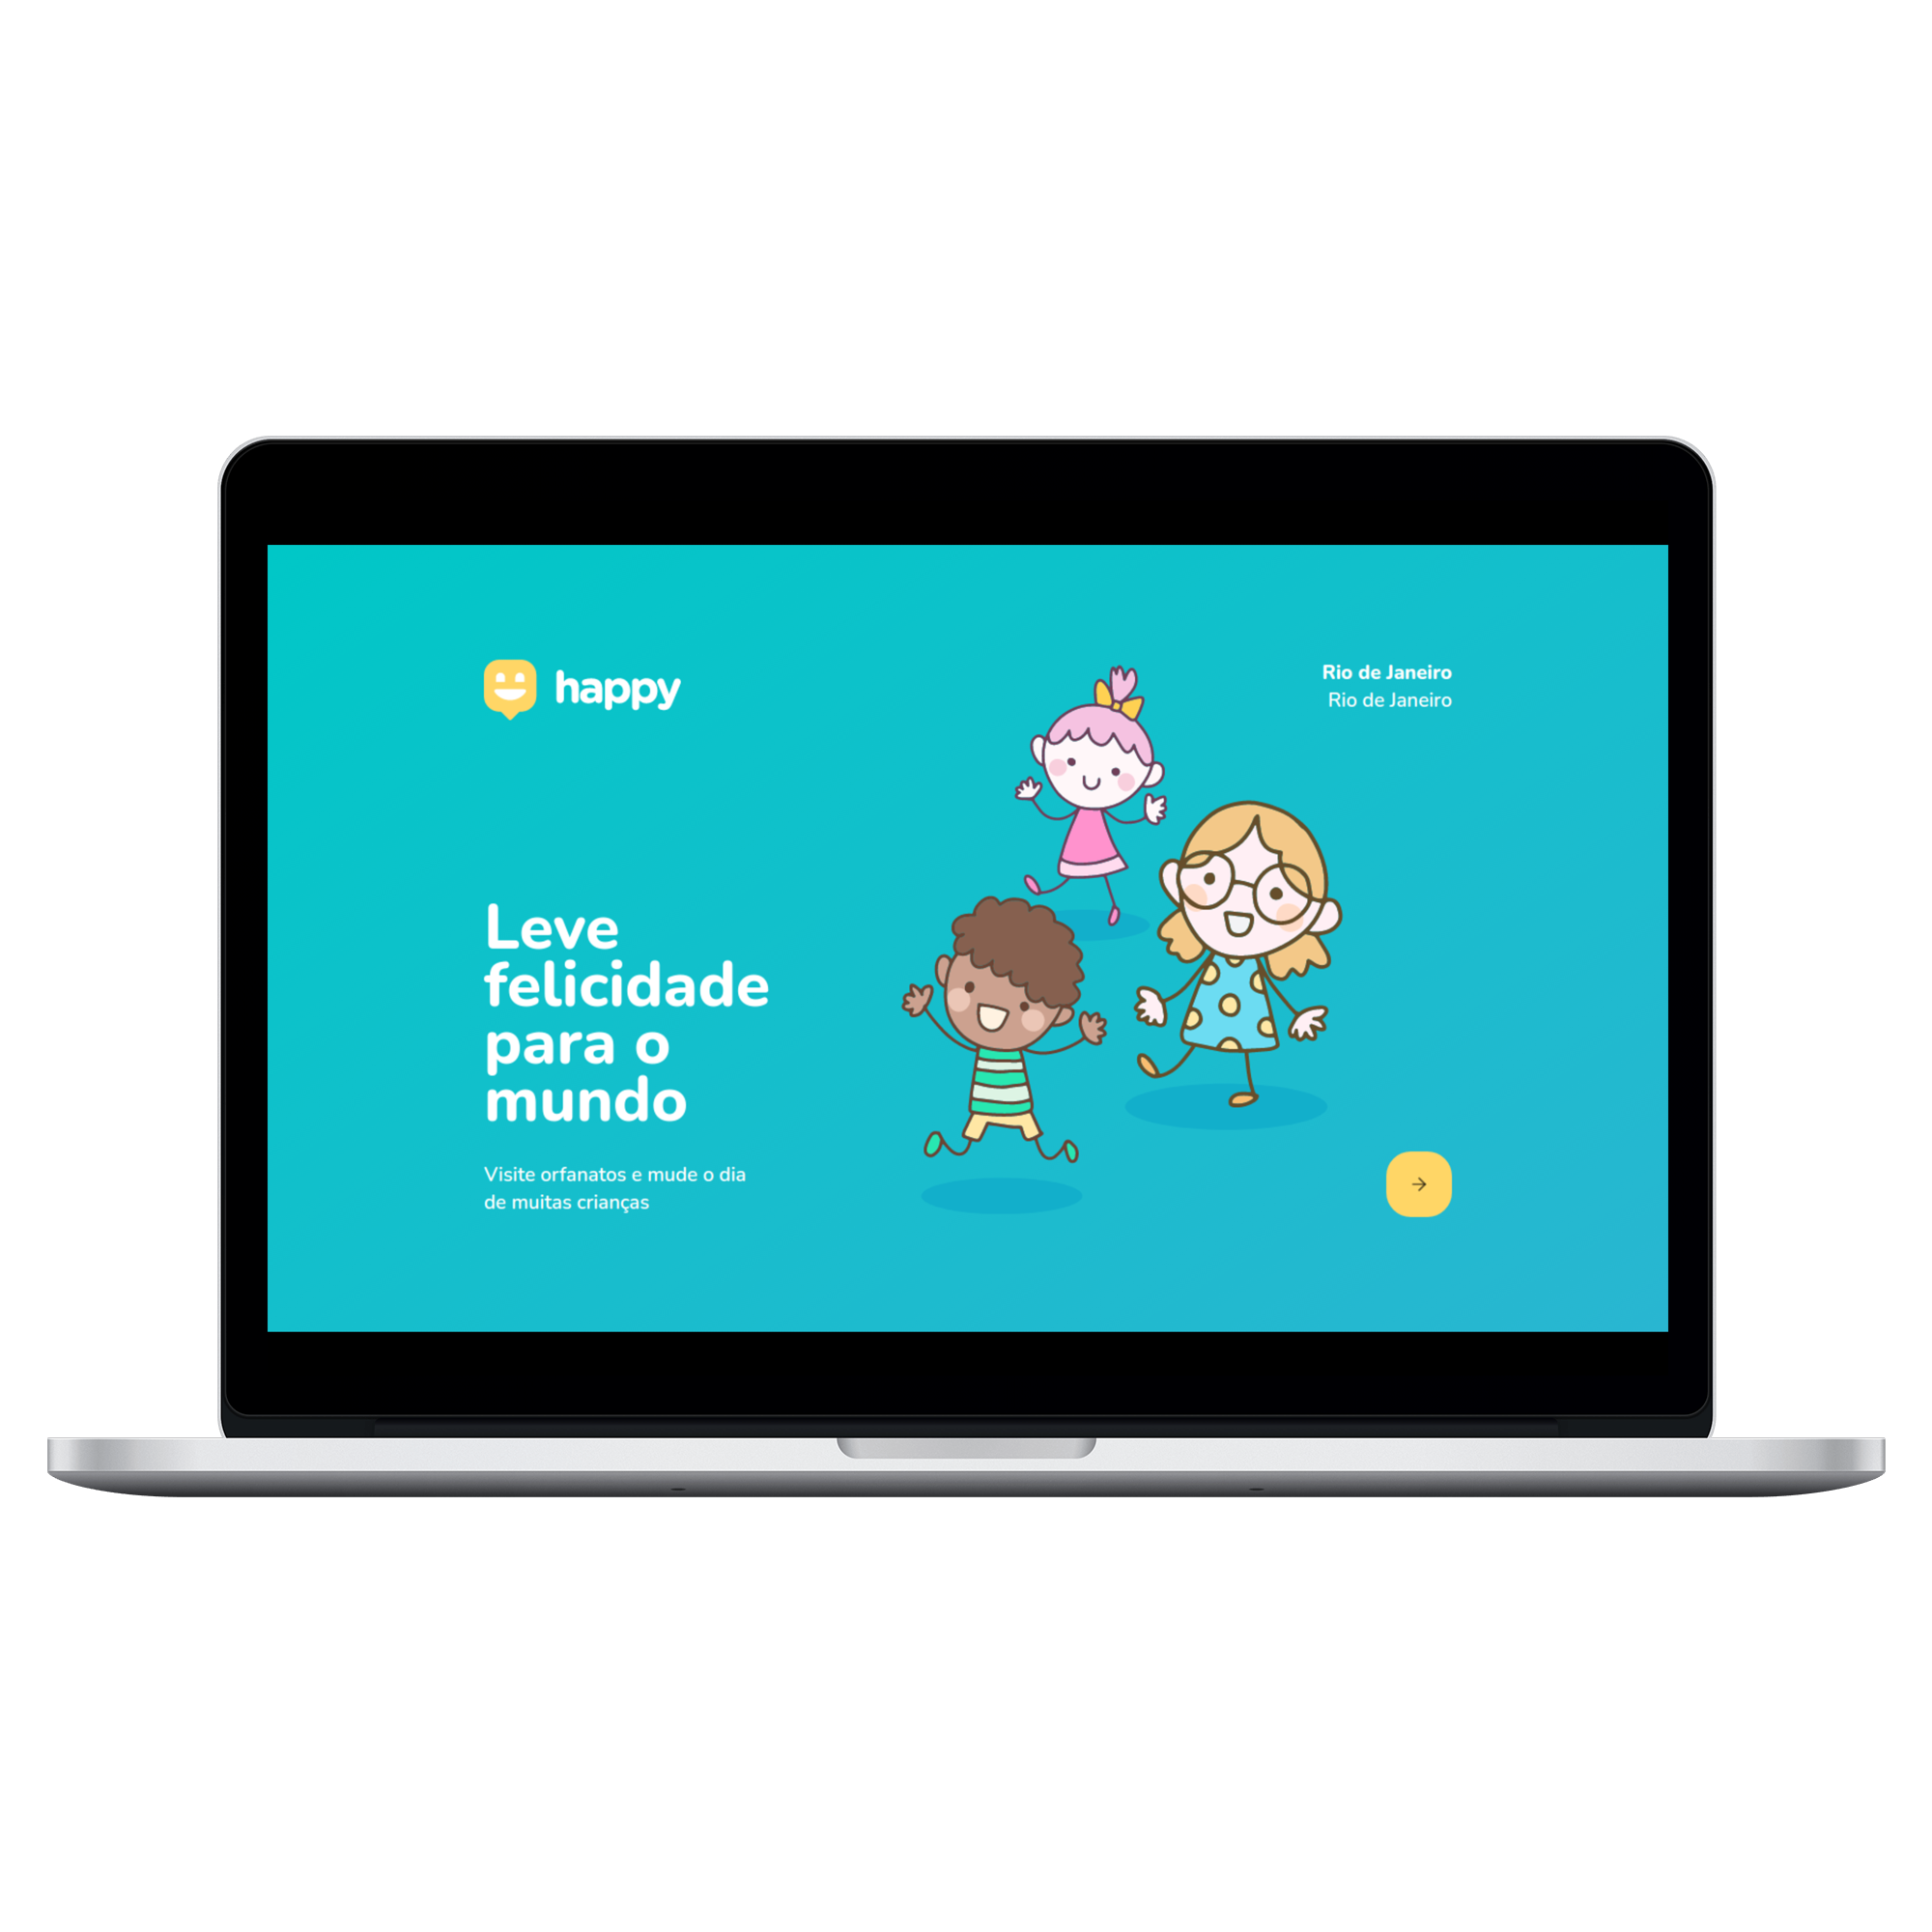 happy
Rio de Janeiro
Rio de Janeiro
Leve
felicidade
para o
mundo
Visite orfanatos e mude o dia
de muitas crianças